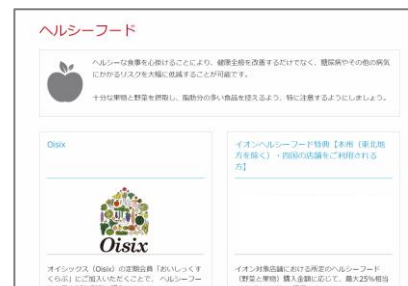 ヘルシーフード
ヘルシーな食事を心掛けることにより、健康全般を改善するだけでなく、糖尿病やその他の病気
にかかるリスクを大幅に低減することが可能です。
十分な果物と野菜を摂取し、脂肪分の多い食品を控えるよう、特に注意するようにしましょう。
Oisix
Oisix
オイシックス（Oisix）の定期会員「おいしっくす
くらぶ」にご加入いただくことで、ヘルシーフー
イオンヘルシーフード特典【本州（東北地
方を除く）・四国の店舗をご利用される
方】
イオン対象店舗における所定のヘルシーフード
（野菜と果物）購入金額に応じて、最大25%相当